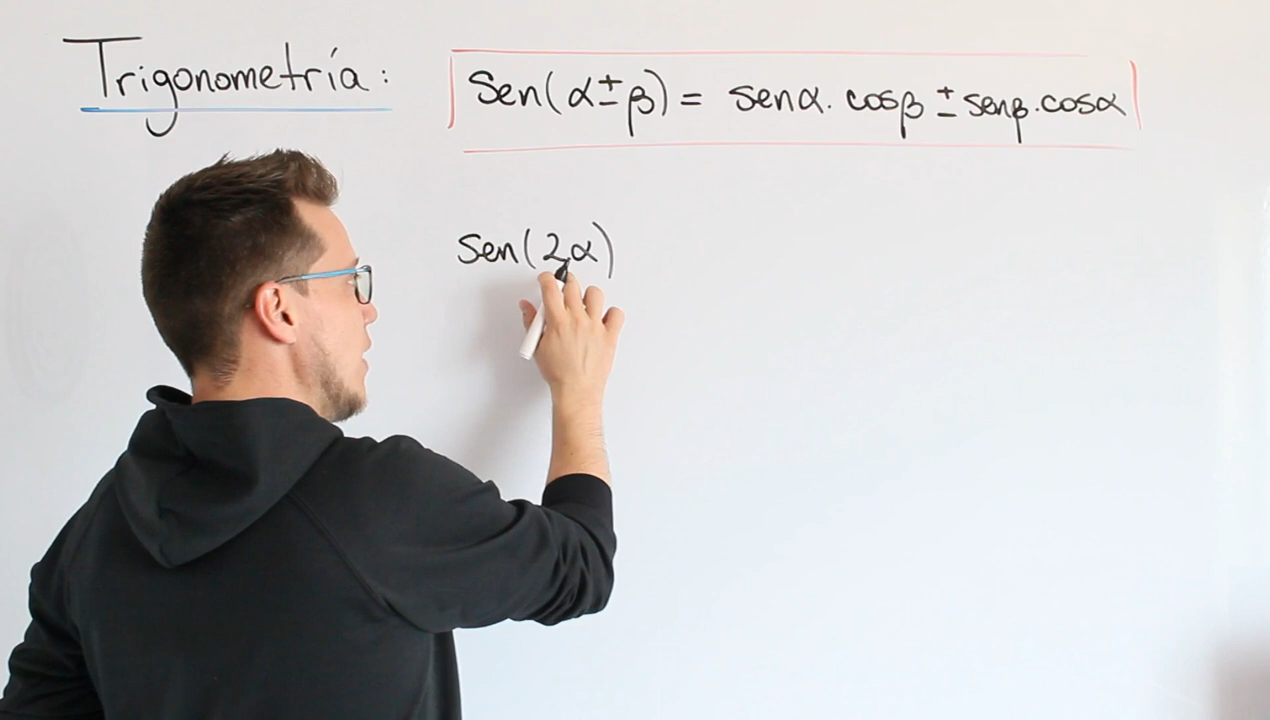 Trigonometría:
Sen(α±β) = senα. cosβ ± senβ.cosα
Sen(2α)